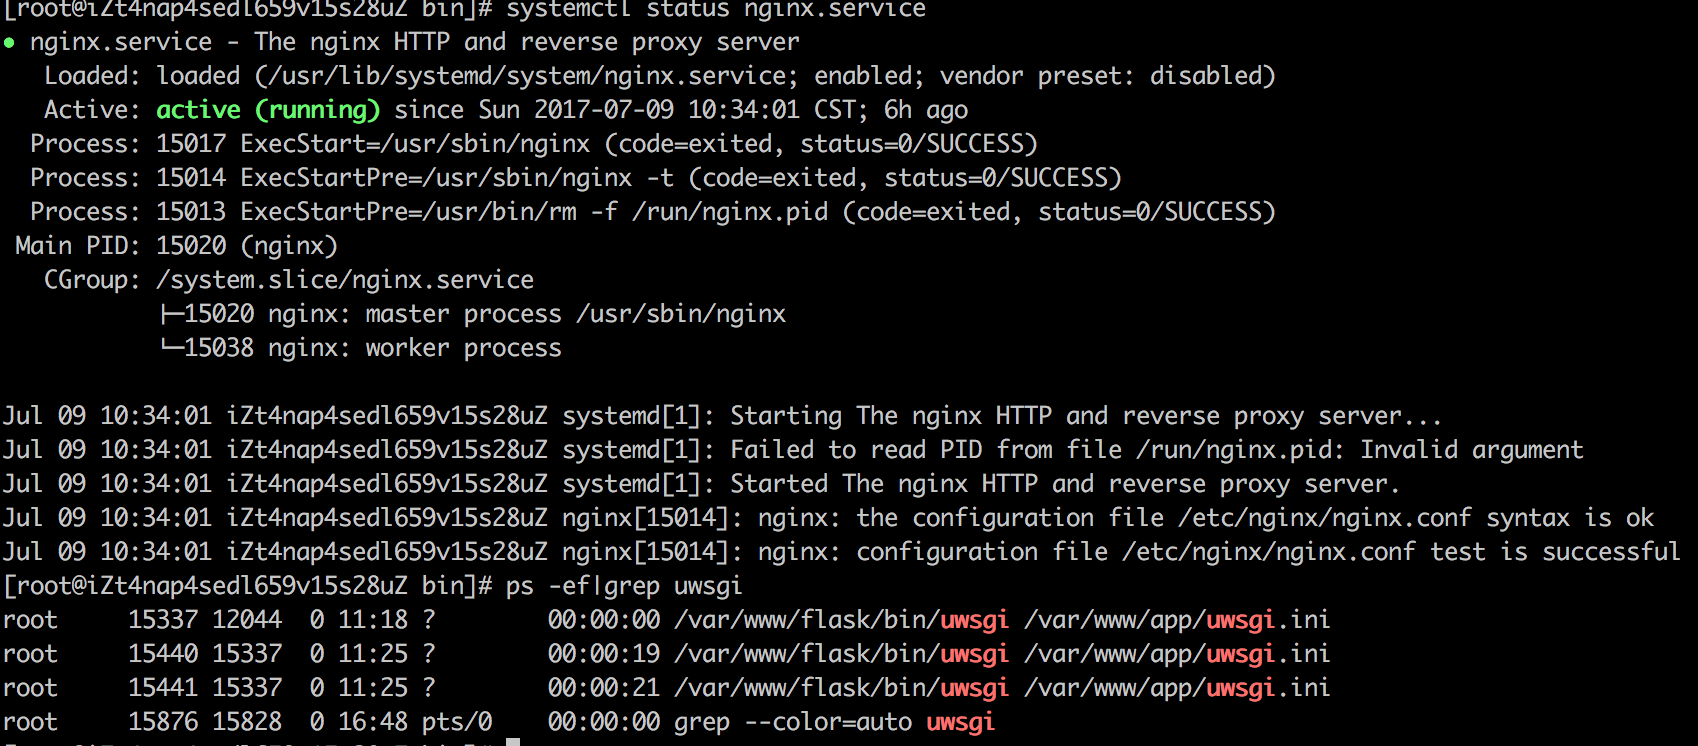 [root@iZt4nap4sedl659v15s28uZ bin]# systemctl status nginx.service
● nginx.service - The nginx HTTP and reverse proxy server
   Loaded: loaded (/usr/lib/systemd/system/nginx.service; enabled; vendor preset: disabled)
   Active: active (running) since Sun 2017-07-09 10:34:01 CST; 6h ago
  Process: 15017 ExecStart=/usr/sbin/nginx (code=exited, status=0/SUCCESS)
  Process: 15014 ExecStartPre=/usr/sbin/nginx -t (code=exited, status=0/SUCCESS)
  Process: 15013 ExecStartPre=/usr/bin/rm -f /run/nginx.pid (code=exited, status=0/SUCCESS)
 Main PID: 15020 (nginx)
   CGroup: /system.slice/nginx.service
           ├─15020 nginx: master process /usr/sbin/nginx
           └─15038 nginx: worker process
Jul 09 10:34:01 iZt4nap4sedl659v15s28uZ systemd[1]: Starting The nginx HTTP and reverse proxy server...
Jul 09 10:34:01 iZt4nap4sedl659v15s28uZ systemd[1]: Failed to read PID from file /run/nginx.pid: Invalid argument
Jul 09 10:34:01 iZt4nap4sedl659v15s28uZ systemd[1]: Started The nginx HTTP and reverse proxy server.
Jul 09 10:34:01 iZt4nap4sedl659v15s28uZ nginx[15014]: nginx: the configuration file /etc/nginx/nginx.conf syntax is ok
Jul 09 10:34:01 iZt4nap4sedl659v15s28uZ nginx[15014]: nginx: configuration file /etc/nginx/nginx.conf test is successful
[root@iZt4nap4sedl659v15s28uZ bin]# ps -ef|grep uwsgi
root     15337 12044  0 11:18 ?        00:00:00 /var/www/flask/bin/uwsgi /var/www/app/uwsgi.ini
root     15440 15337  0 11:25 ?        00:00:19 /var/www/flask/bin/uwsgi /var/www/app/uwsgi.ini
root     15441 15337  0 11:25 ?        00:00:21 /var/www/flask/bin/uwsgi /var/www/app/uwsgi.ini
root     15876 15828  0 16:48 pts/0    00:00:00 grep --color=auto uwsgi